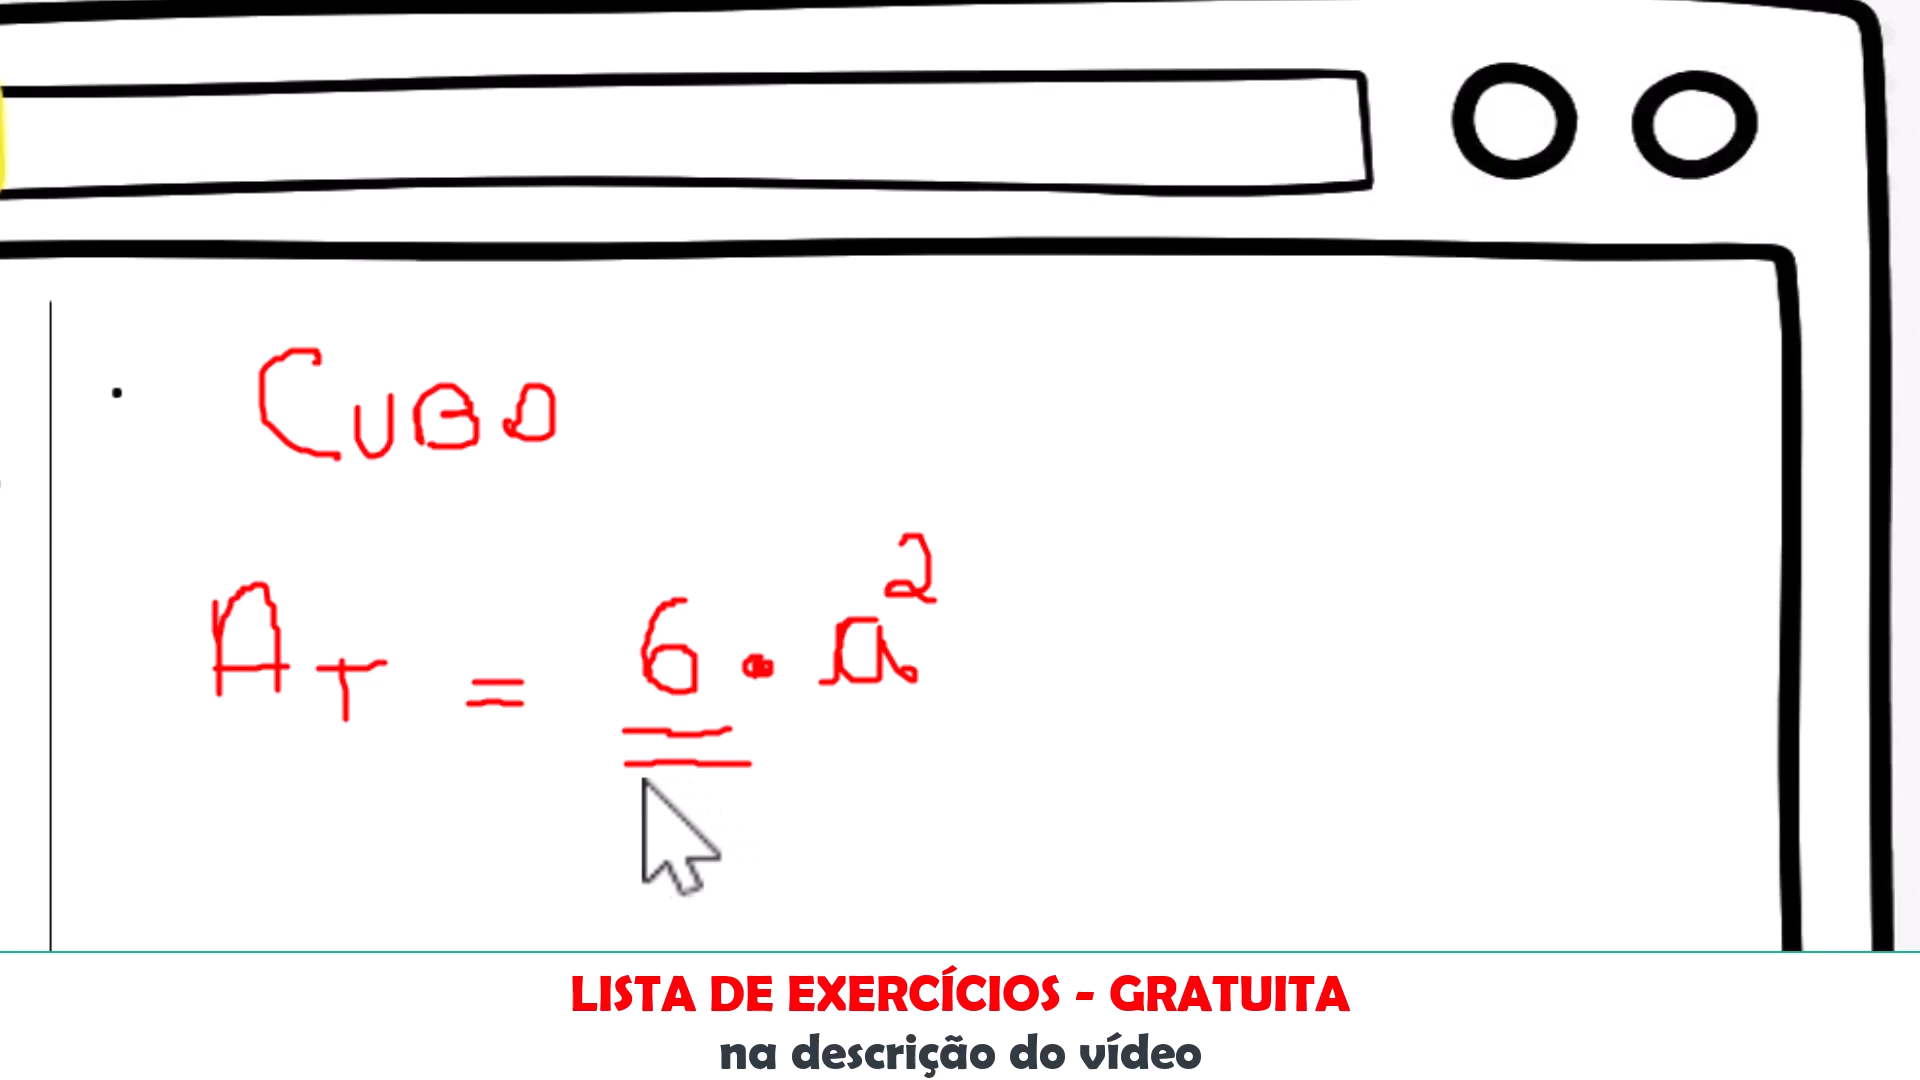 CUBO
AT = 6 · a²
LISTA DE EXERCÍCIOS - GRATUITA
na descrição do vídeo